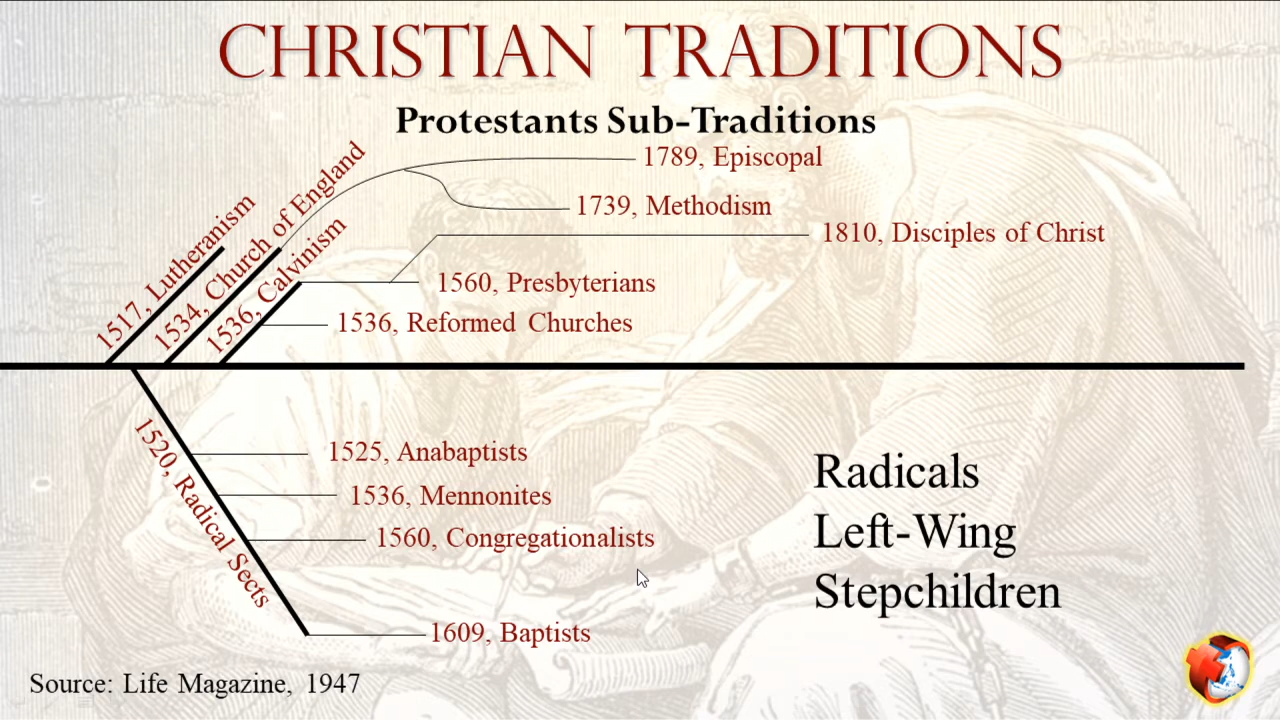 CHRISTIAN TRADITIONS
Protestants Sub-Traditions
1789, Episcopal
1739, Methodism
1810, Disciples of Christ
1517, Lutheranism
1534, Church of England
1536, Calvinism
1560, Presbyterians
1536, Reformed Churches
1520, Radical Sects
1525, Anabaptists
1536, Mennonites
1560, Congregationalists
1609, Baptists
Radicals
Left-Wing
Stepchildren
Source: Life Magazine, 1947